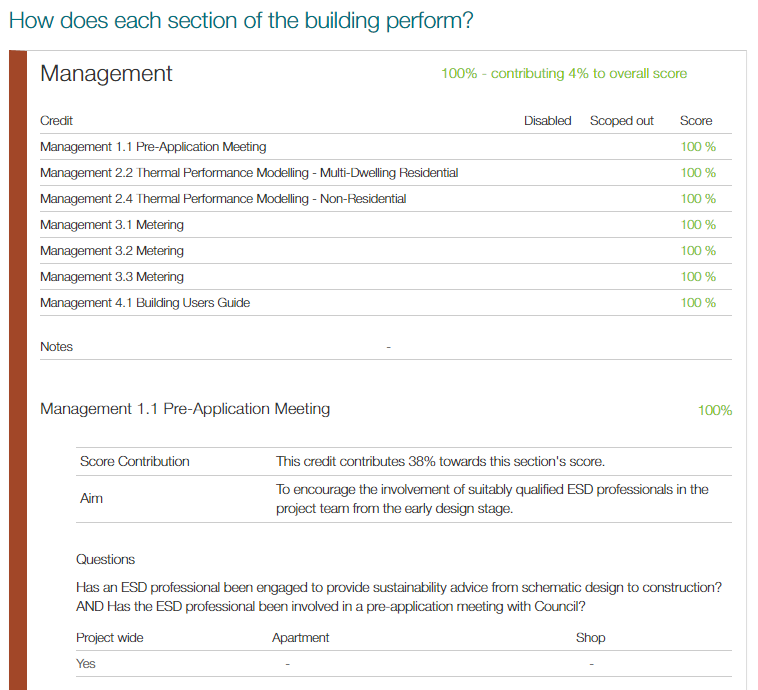 How does each section of the building perform?
Management 100% - contributing 4% to overall score
Credit Disabled Scoped out Score
Management 1.1 Pre-Application Meeting 100 %
Management 2.2 Thermal Performance Modelling - Multi-Dwelling Residential 100 %
Management 2.4 Thermal Performance Modelling - Non-Residential 100 %
Management 3.1 Metering 100 %
Management 3.2 Metering 100 %
Management 3.3 Metering 100 %
Management 4.1 Building Users Guide 100 %
Notes -
Management 1.1 Pre-Application Meeting 100%
Score Contribution This credit contributes 38% towards this section's score.
Aim To encourage the involvement of suitably qualified ESD professionals in the
project team from the early design stage.
Questions
Has an ESD professional been engaged to provide sustainability advice from schematic design to construction?
AND Has the ESD professional been involved in a pre-application meeting with Council?
Project wide Apartment Shop
Yes - -